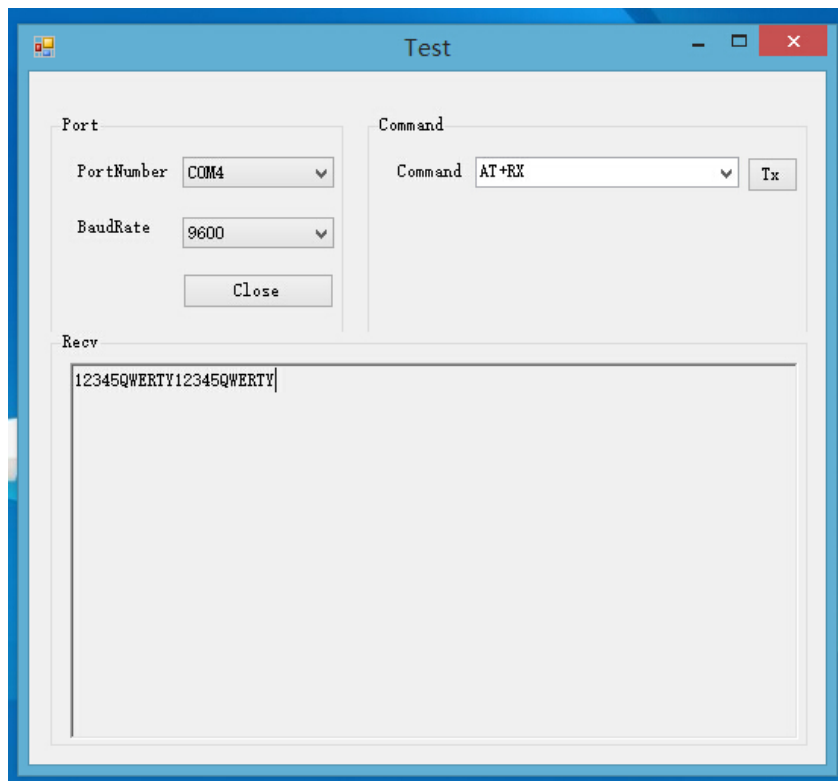 Test
Port
PortNumber COM4
BaudRate 9600
Close
Command
Command AT+RX Tx
Recv
12345QWERTY12345QWERTY